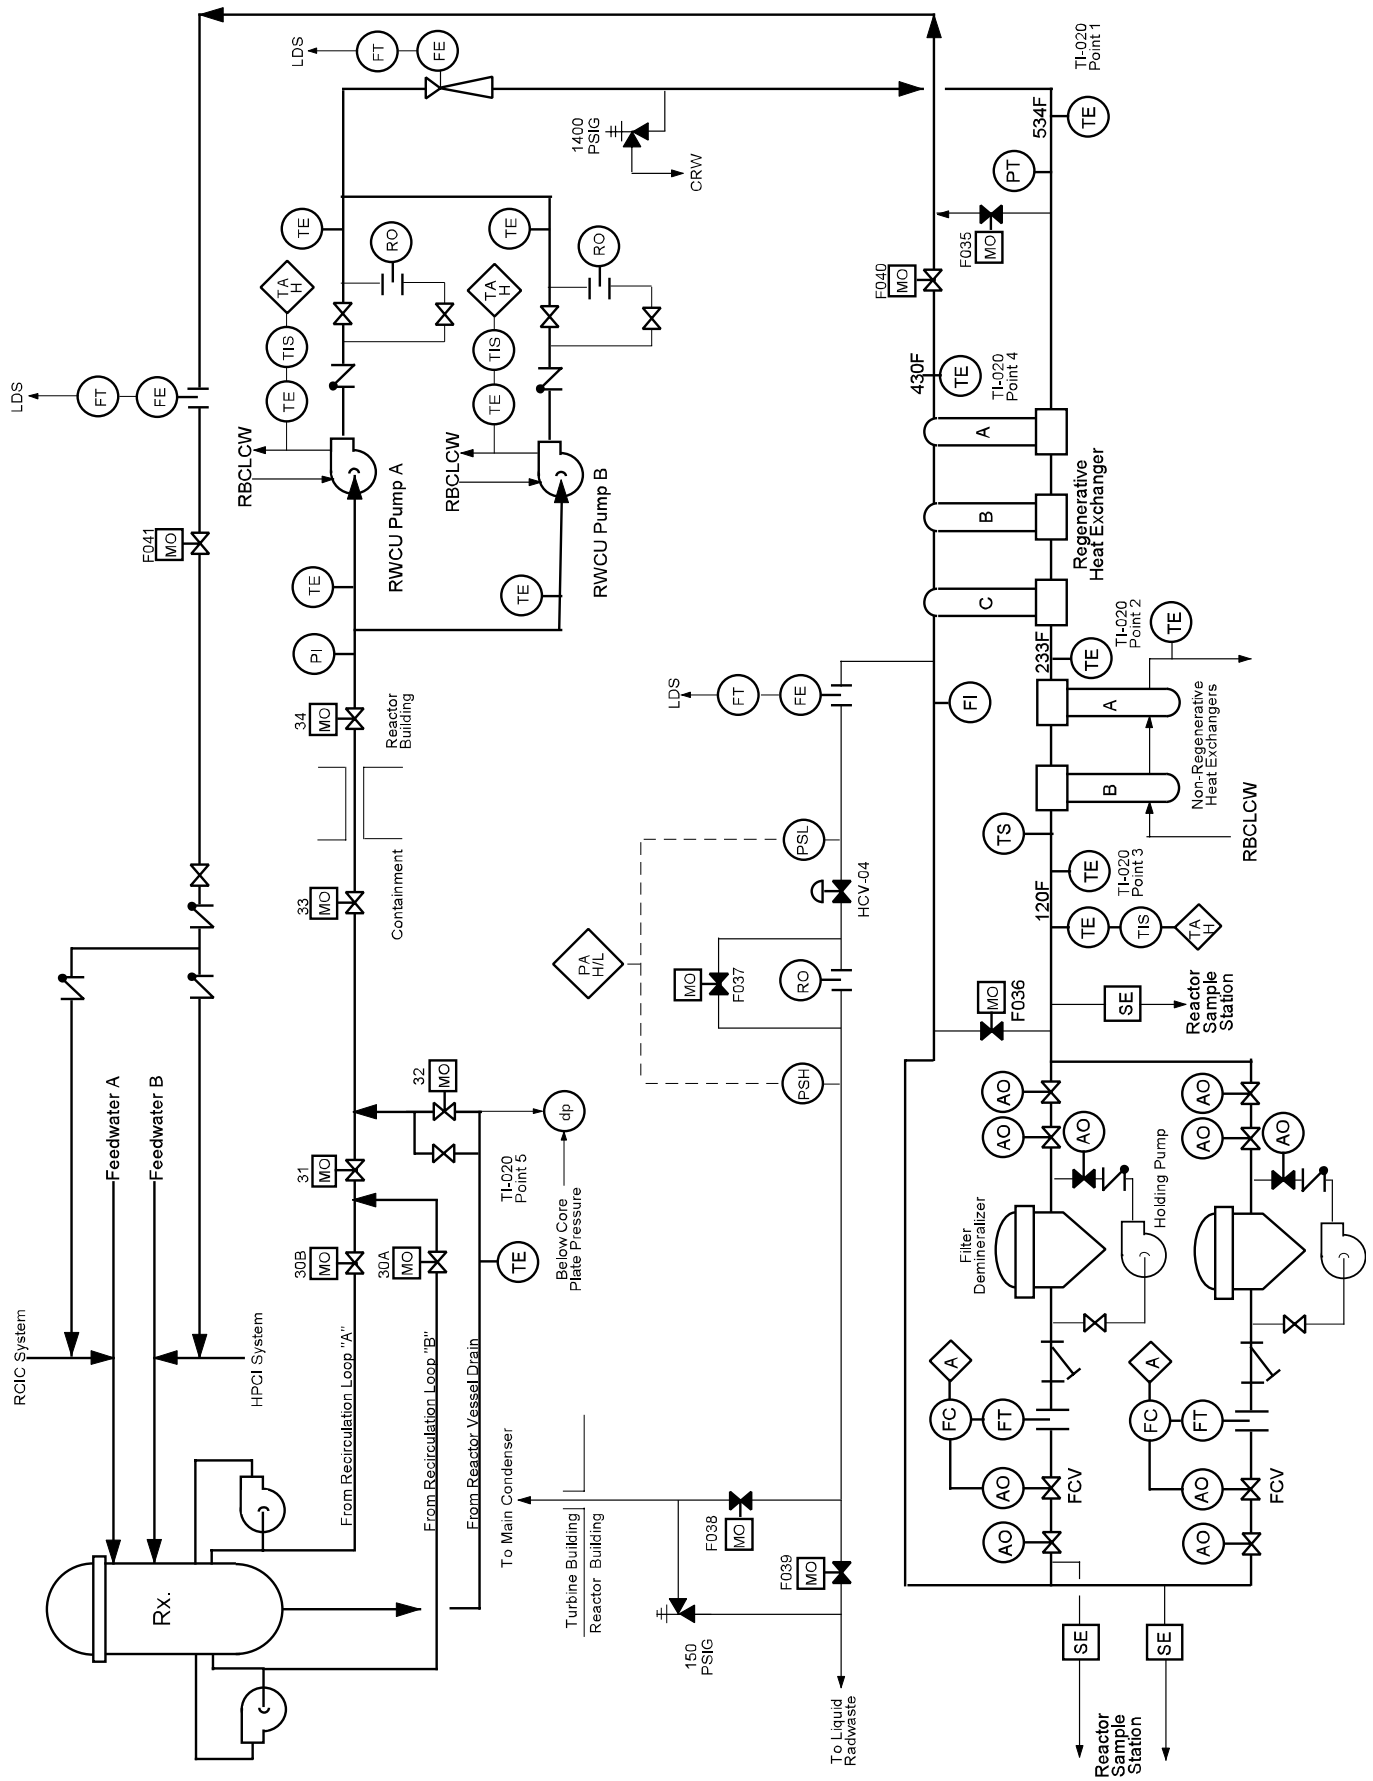 RCIC System
HPCI System
Feedwater A
Feedwater B
Rx.
LDS
FT
FE
F041
MO
LDS
FT
FE
1400
PSIG
CRW
TE
TA
H
TIS
TE
RO
RBCLCW
RWCU Pump A
TE
TA
H
TIS
TE
RO
RBCLCW
RWCU Pump B
TE
TE
PI
34
MO
Reactor
Building
Containment
33
MO
32
MO
31
MO
30B
MO
30A
MO
dp
Below Core
Plate Pressure
TI-020
Point 5
TE
From Recirculation Loop "A"
From Recirculation Loop "B"
From Reactor Vessel Drain
To Main Condenser
Turbine Building
Reactor Building
F038
MO
F039
MO
150
PSIG
To Liquid
Radwaste
LDS
FT
FE
PSL
HCV-04
PA
H/L
MO
F037
RO
PSH
TI-020
Point 1
534F
TE
PT
F035
MO
F040
MO
430F
TE
TI-020
Point 4
A
B
C
Regenerative
Heat Exchanger
FI
233F
TE
TI-020
Point 2
TE
A
B
Non-Regenerative
Heat Exchangers
RBCLCW
TS
TE
TI-020
Point 3
120F
TE
TIS
TA
H
MO
F036
SE
Reactor
Sample
Station
AO
AO
AO
Holding Pump
Filter
Demineralizer
A
FC
FT
AO
FCV
AO
AO
AO
AO
A
FC
FT
AO
FCV
AO
SE
SE
Reactor
Sample
Station